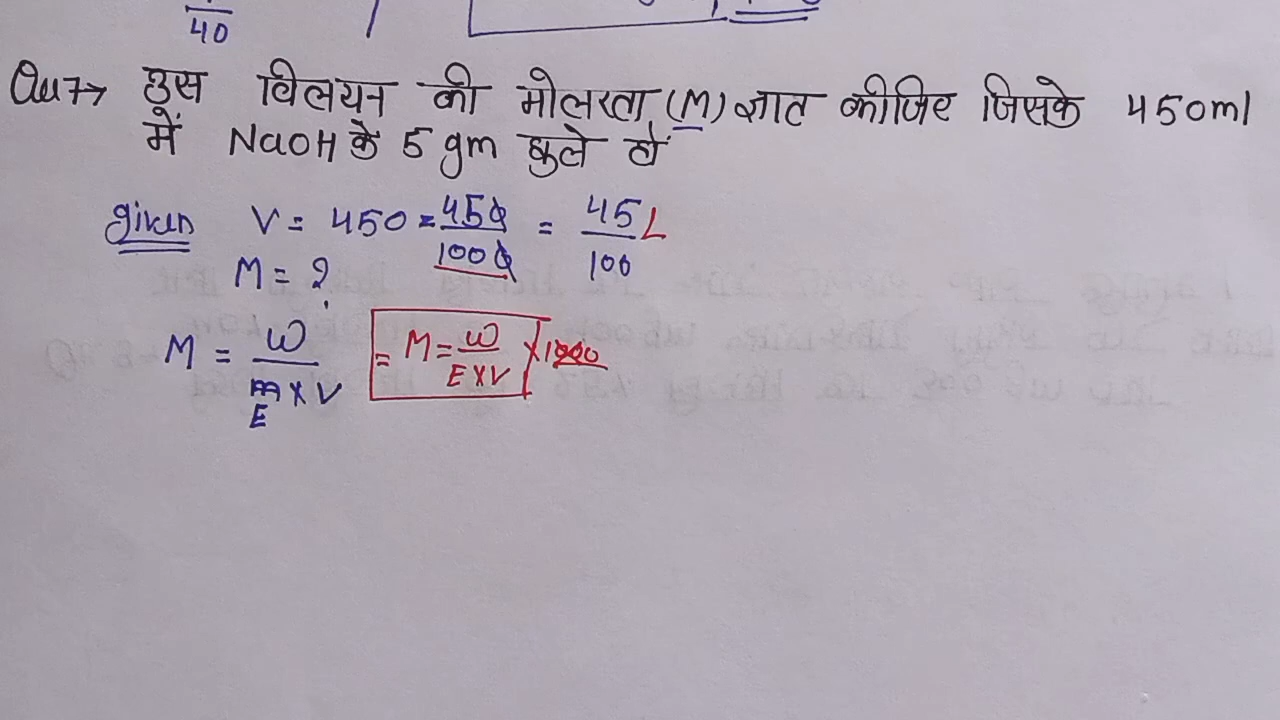 40
Qu7→ उस विलयन की मोलरता (M) ज्ञात कीजिए जिसके 450ml
में NaOH के 5 gm घुले हो
given V = 450 = 450/1000 = 45/100 L
M = ?
M = W/m×V = M = W/E×V ×1000
E